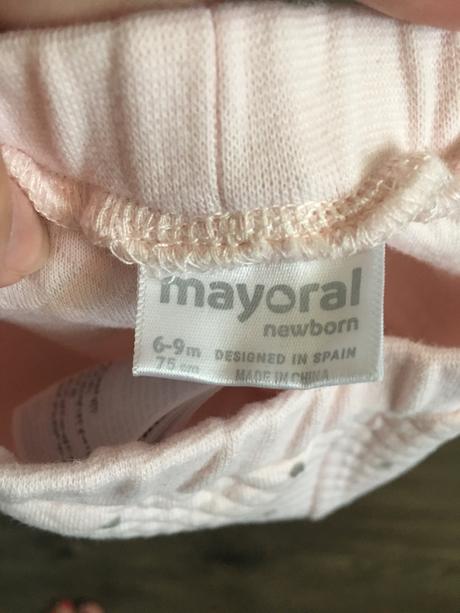 mayoral
newborn
6-9m
75 cm
DESIGNED IN SPAIN
MADE IN CHINA